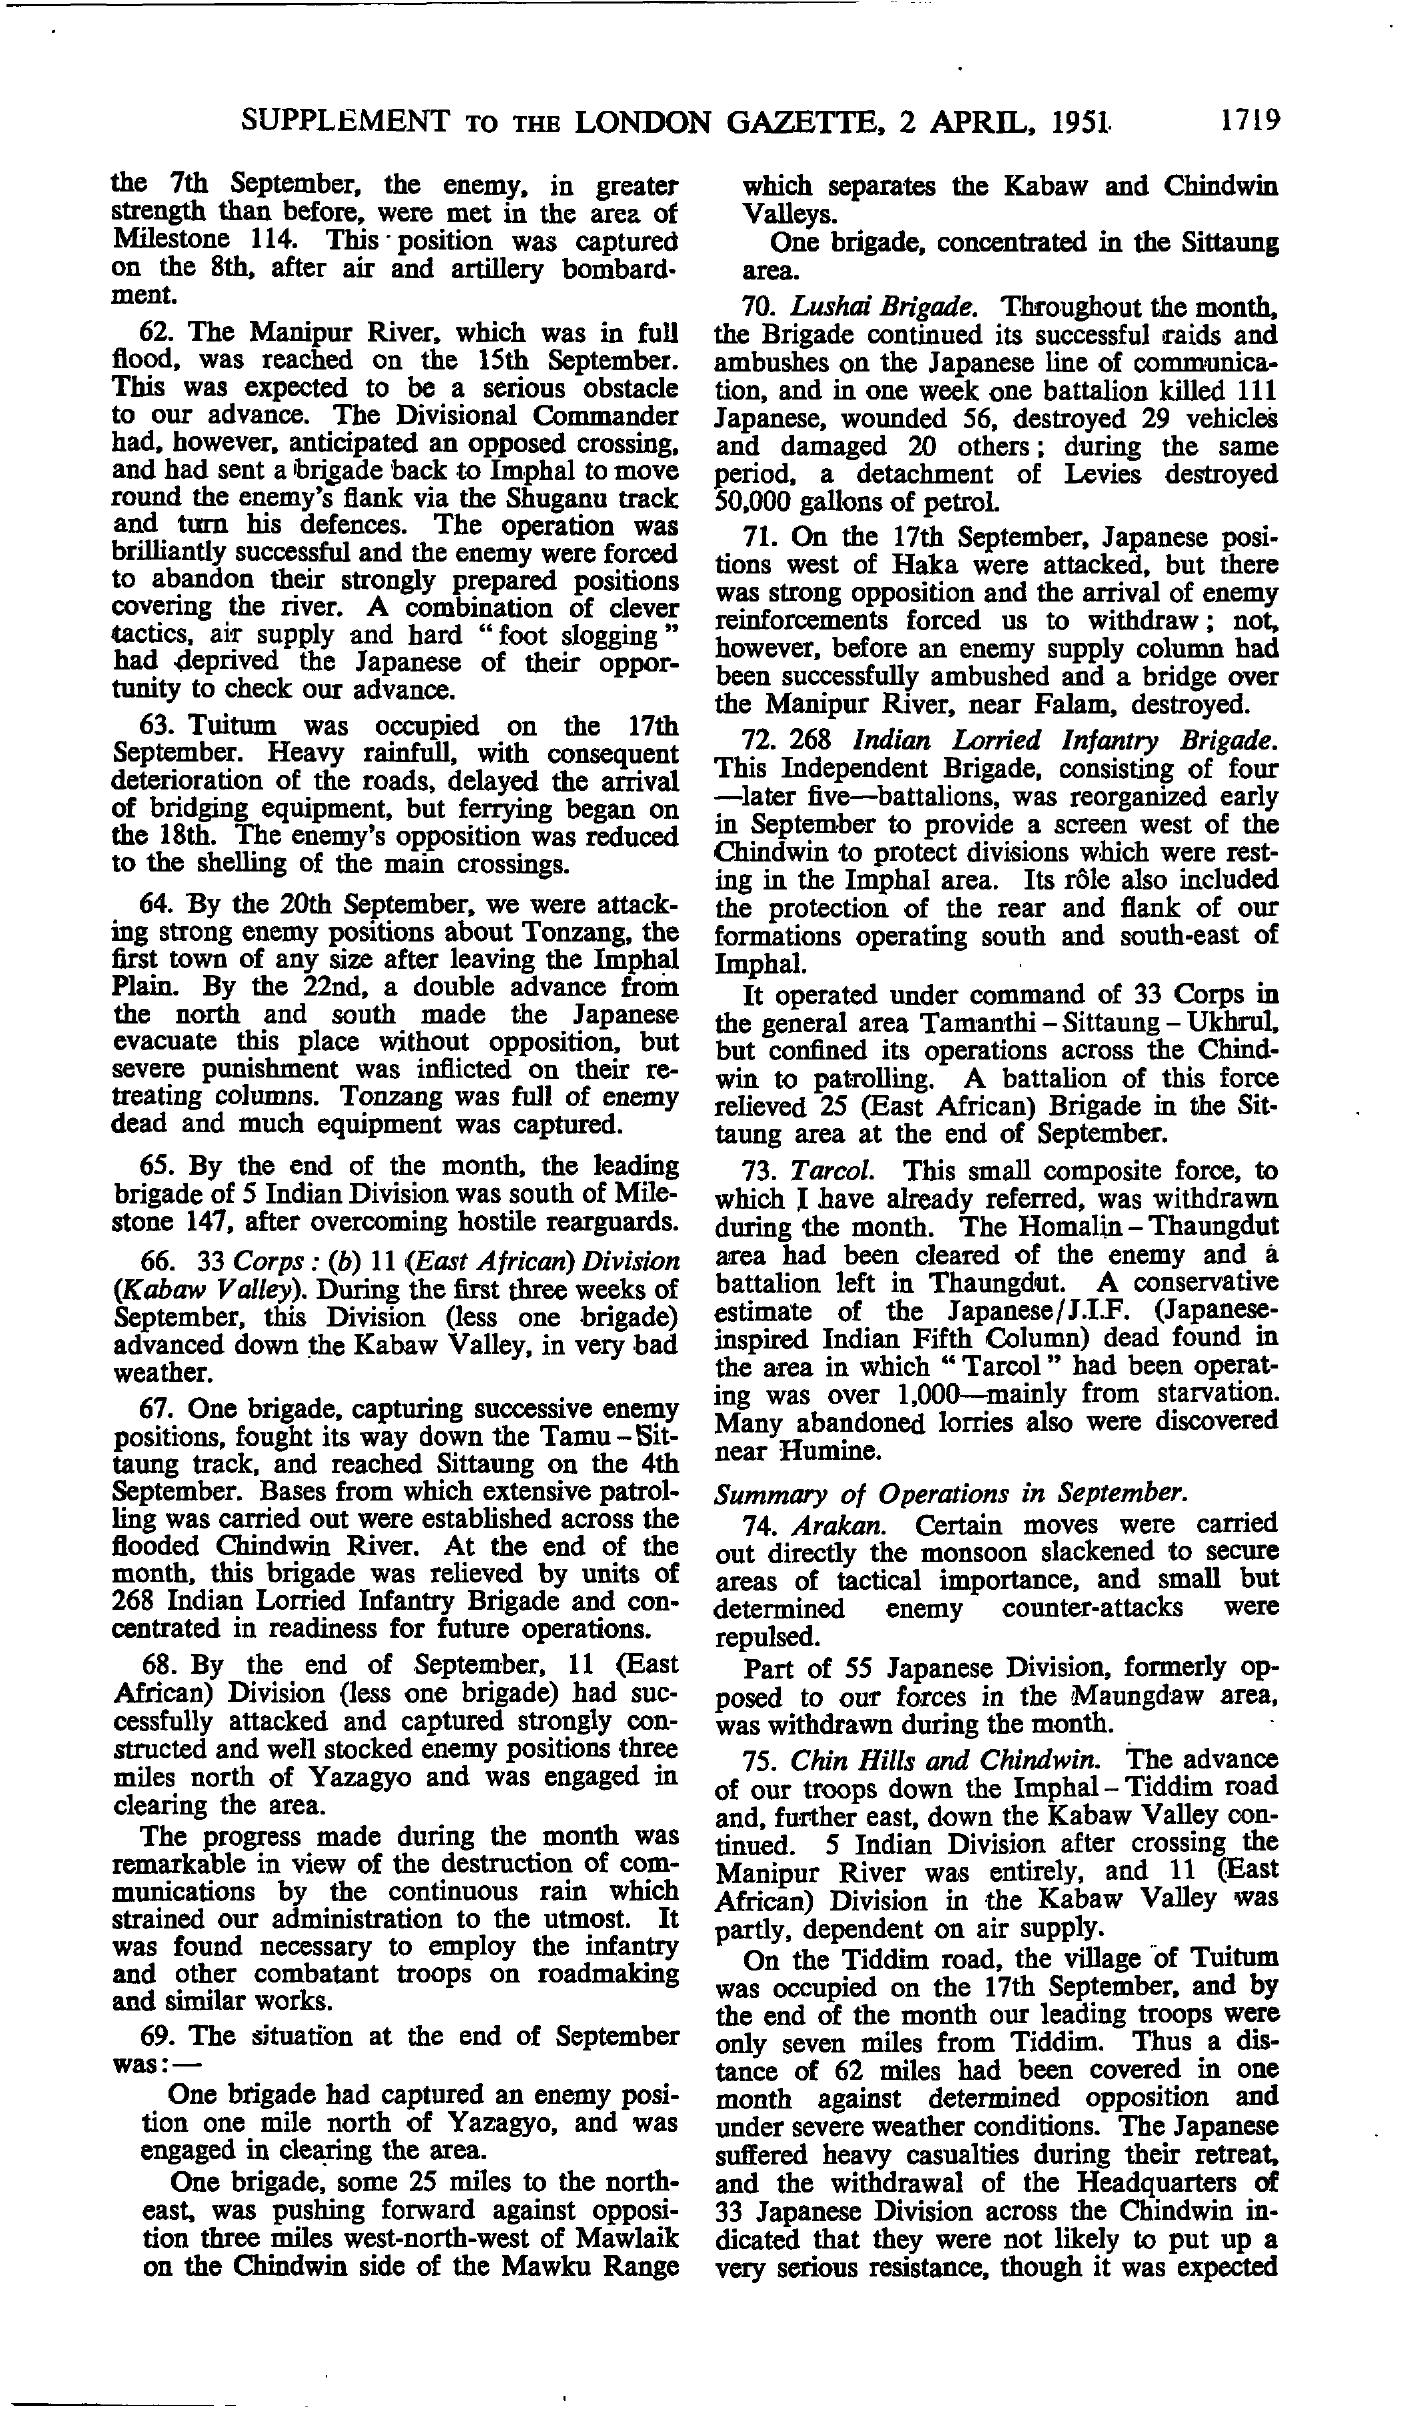 SUPPLEMENT TO THE LONDON GAZETTE, 2 APRIL, 1951 1719
the 7th September, the enemy, in greater
strength than before, were met in the area of
Milestone 114. This position was captured
on the 8th, after air and artillery bombard-
ment.
62. The Manipur River, which was in full
flood, was reached on the 15th September.
This was expected to be a serious obstacle
to our advance. The Divisional Commander
had, however, anticipated an opposed crossing,
and had sent a brigade back to Imphal to move
round the enemy's flank via the Shuganu track
and turn his defences. The operation was
brilliantly successful and the enemy were forced
to abandon their strongly prepared positions
covering the river. A combination of clever
tactics, air supply and hard "foot slogging"
had deprived the Japanese of their oppor-
tunity to check our advance.
63. Tuitum was occupied on the 17th
September. Heavy rainfull, with consequent
deterioration of the roads, delayed the arrival
of bridging equipment, but ferrying began on
the 18th. The enemy's opposition was reduced
to the shelling of the main crossings.
64. By the 20th September, we were attack-
ing strong enemy positions about Tonzang, the
first town of any size after leaving the Imphal
Plain. By the 22nd, a double advance from
the north and south made the Japanese
evacuate this place without opposition, but
severe punishment was inflicted on their re-
treating columns. Tonzang was full of enemy
dead and much equipment was captured.
65. By the end of the month, the leading
brigade of 5 Indian Division was south of Mile-
stone 147, after overcoming hostile rearguards.
66. 33 Corps : (b) 11 (East African) Division
(Kabaw Valley). During the first three weeks of
September, this Division (less one brigade)
advanced down the Kabaw Valley, in very bad
weather.
67. One brigade, capturing successive enemy
positions, fought its way down the Tamu – Sit-
taung track, and reached Sittaung on the 4th
September. Bases from which extensive patrol-
ling was carried out were established across the
flooded Chindwin River. At the end of the
month, this brigade was relieved by units of
268 Indian Lorried Infantry Brigade and con-
centrated in readiness for future operations.
68. By the end of September, 11 (East
African) Division (less one brigade) had suc-
cessfully attacked and captured strongly con-
structed and well stocked enemy positions three
miles north of Yazagyo and was engaged in
clearing the area.
The progress made during the month was
remarkable in view of the destruction of com-
munications by the continuous rain which
strained our administration to the utmost. It
was found necessary to employ the infantry
and other combatant troops on roadmaking
and similar works.
69. The situation at the end of September
was :—
One brigade had captured an enemy posi-
tion one mile north of Yazagyo, and was
engaged in clearing the area.
One brigade, some 25 miles to the north-
east, was pushing forward against opposi-
tion three miles west-north-west of Mawlaik
on the Chindwin side of the Mawku Range
which separates the Kabaw and Chindwin
Valleys.
One brigade, concentrated in the Sittaung
area.
70. Lushai Brigade. Throughout the month,
the Brigade continued its successful raids and
ambushes on the Japanese line of communica-
tion, and in one week one battalion killed 111
Japanese, wounded 56, destroyed 29 vehicles
and damaged 20 others ; during the same
period, a detachment of Levies destroyed
50,000 gallons of petrol.
71. On the 17th September, Japanese posi-
tions west of Haka were attacked, but there
was strong opposition and the arrival of enemy
reinforcements forced us to withdraw ; not,
however, before an enemy supply column had
been successfully ambushed and a bridge over
the Manipur River, near Falam, destroyed.
72. 268 Indian Lorried Infantry Brigade.
This Independent Brigade, consisting of four
—later five—battalions, was reorganized early
in September to provide a screen west of the
Chindwin to protect divisions which were rest-
ing in the Imphal area. Its rôle also included
the protection of the rear and flank of our
formations operating south and south-east of
Imphal.
It operated under command of 33 Corps in
the general area Tamanthi – Sittaung – Ukhrul,
but confined its operations across the Chind-
win to patrolling. A battalion of this force
relieved 25 (East African) Brigade in the Sit-
taung area at the end of September.
73. Tarcol. This small composite force, to
which I have already referred, was withdrawn
during the month. The Homalin – Thaungdut
area had been cleared of the enemy and a
battalion left in Thaungdut. A conservative
estimate of the Japanese/J.I.F. (Japanese-
inspired Indian Fifth Column) dead found in
the area in which "Tarcol" had been operat-
ing was over 1,000—mainly from starvation.
Many abandoned lorries also were discovered
near Humine.
Summary of Operations in September.
74. Arakan. Certain moves were carried
out directly the monsoon slackened to secure
areas of tactical importance, and small but
determined enemy counter-attacks were
repulsed.
Part of 55 Japanese Division, formerly op-
posed to our forces in the Maungdaw area,
was withdrawn during the month.
75. Chin Hills and Chindwin. The advance
of our troops down the Imphal – Tiddim road
and, further east, down the Kabaw Valley con-
tinued. 5 Indian Division after crossing the
Manipur River was entirely, and 11 (East
African) Division in the Kabaw Valley was
partly, dependent on air supply.
On the Tiddim road, the village of Tuitum
was occupied on the 17th September, and by
the end of the month our leading troops were
only seven miles from Tiddim. Thus a dis-
tance of 62 miles had been covered in one
month against determined opposition and
under severe weather conditions. The Japanese
suffered heavy casualties during their retreat,
and the withdrawal of the Headquarters of
33 Japanese Division across the Chindwin in-
dicated that they were not likely to put up a
very serious resistance, though it was expected